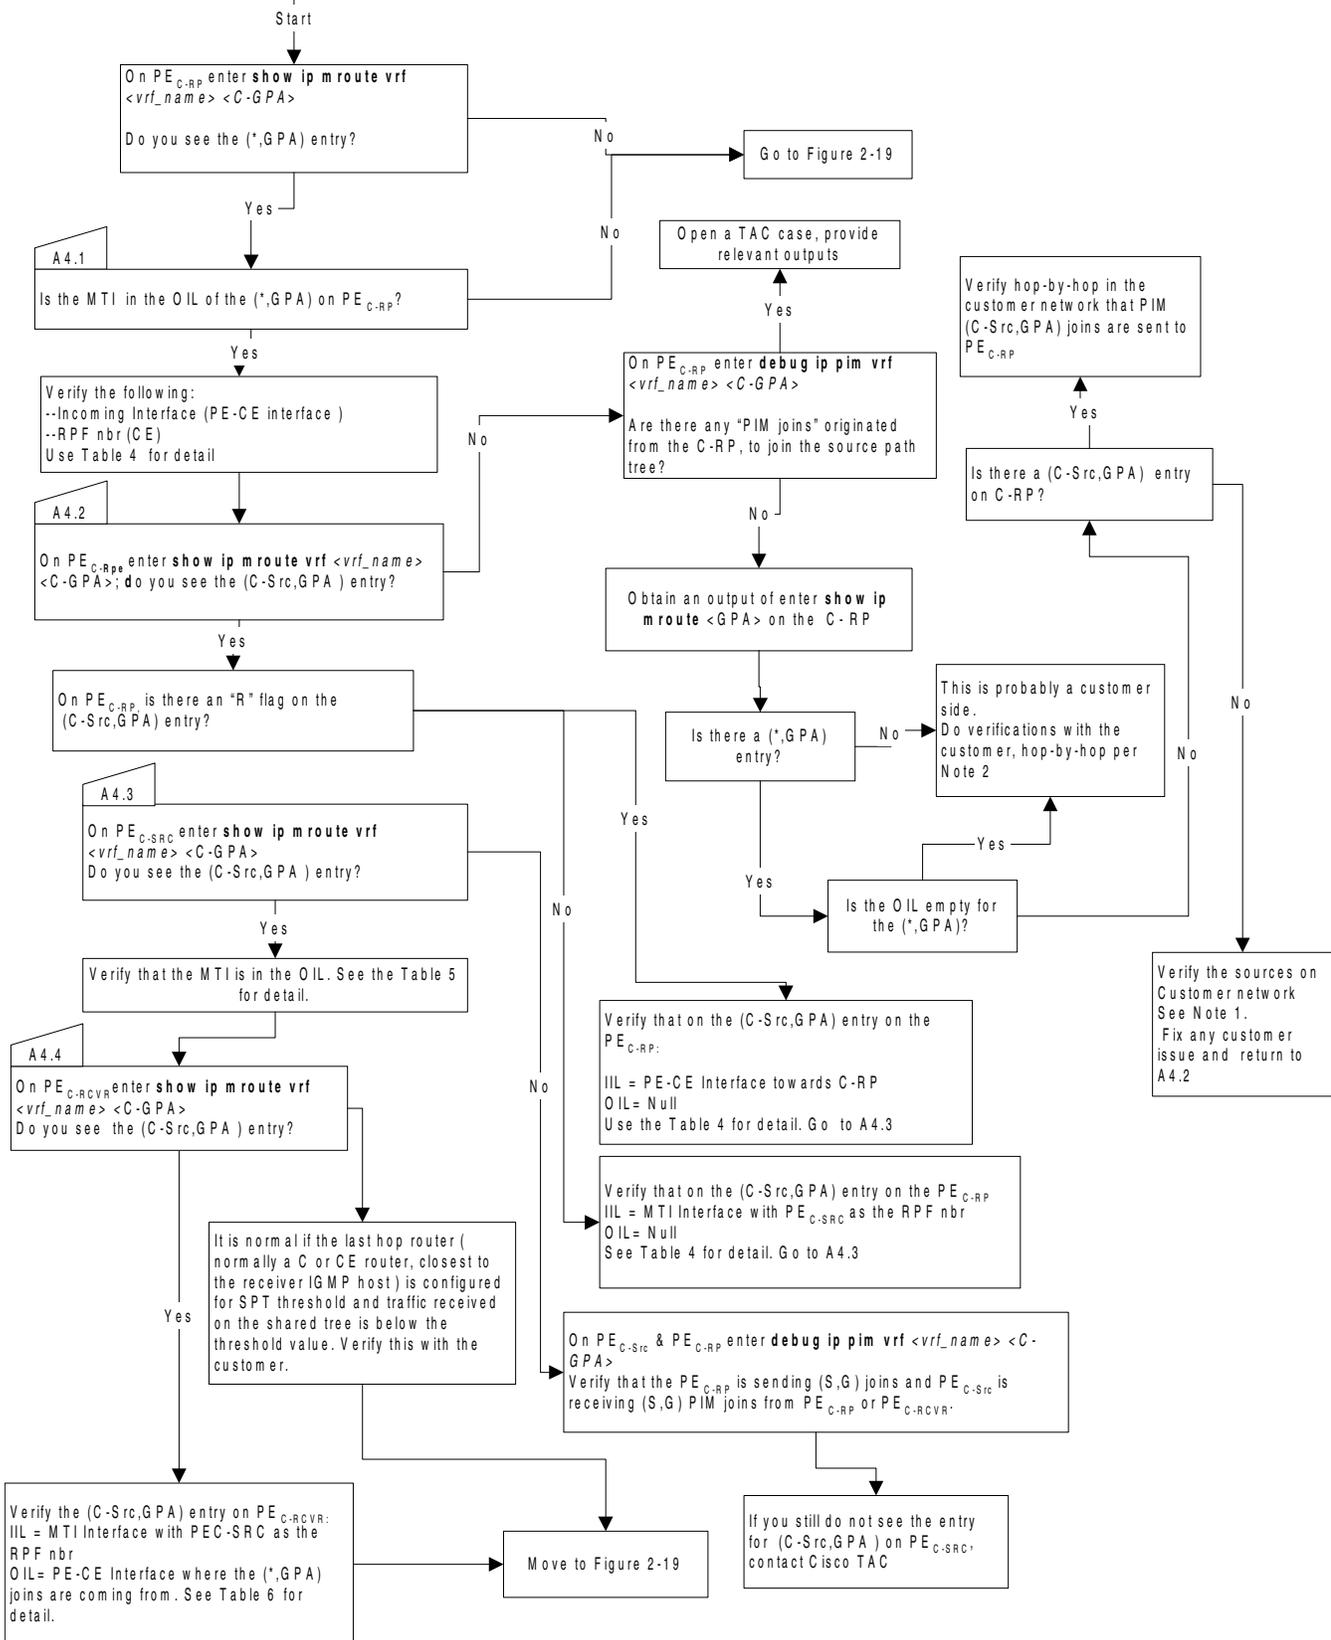 Start
On PE C-RP enter show ip mroute vrf
<vrf_name> <C-GPA>
Do you see the (*,GPA) entry?
No
Go to Figure 2-19
Yes
No
A4.1
Is the MTI in the OIL of the (*,GPA) on PE C-RP?
Yes
Verify the following:
--Incoming Interface (PE-CE interface )
--RPF nbr (CE)
Use Table 4 for detail
A4.2
On PE C-Rpe enter show ip mroute vrf <vrf_name>
<C-GPA>; do you see the (C-Src,GPA ) entry?
No
Yes
On PE C-RP, is there an “R” flag on the
(C-Src,GPA) entry?
Open a TAC case, provide
relevant outputs
Yes
On PE C-RP enter debug ip pim vrf
<vrf_name> <C-GPA>
Are there any “PIM joins” originated
from the C-RP, to join the source path
tree?
No
Obtain an output of enter show ip
mroute <GPA> on the C-RP
Is there a (*,GPA)
entry?
No
This is probably a customer
side.
Do verifications with the
customer, hop-by-hop per
Note 2
Yes
Yes
Is the OIL empty for
the (*,GPA)?
No
Verify hop-by-hop in the
customer network that PIM
(C-Src,GPA) joins are sent to
PE C-RP
Yes
Is there a (C-Src,GPA) entry
on C-RP?
No
Verify the sources on
Customer network
See Note 1.
Fix any customer
issue and return to
A4.2
Yes
Verify that on the (C-Src,GPA) entry on the
PE C-RP:
IIL = PE-CE Interface towards C-RP
OIL= Null
Use the Table 4 for detail. Go to A4.3
No
Verify that on the (C-Src,GPA) entry on the PE C-RP
IIL = MTI Interface with PE C-SRC as the RPF nbr
OIL= Null
See Table 4 for detail. Go to A4.3
A4.3
On PE C-SRC enter show ip mroute vrf
<vrf_name> <C-GPA>
Do you see the (C-Src,GPA ) entry?
No
Yes
Verify that the MTI is in the OIL. See the Table 5
for detail.
A4.4
On PE C-RCVR enter show ip mroute vrf
<vrf_name> <C-GPA>
Do you see the (C-Src,GPA ) entry?
It is normal if the last hop router (
normally a C or CE router, closest to
the receiver IGMP host ) is configured
for SPT threshold and traffic received
on the shared tree is below the
threshold value. Verify this with the
customer.
Yes
On PE C-Src & PE C-RP enter debug ip pim vrf <vrf_name> <C-
GPA>
Verify that the PE C-RP is sending (S,G) joins and PE C-Src is
receiving (S,G) PIM joins from PE C-RP or PE C-RCVR.
If you still do not see the entry
for (C-Src,GPA ) on PE C-SRC,
contact Cisco TAC
Verify the (C-Src,GPA) entry on PE C-RCVR:
IIL = MTI Interface with PEC-SRC as the
RPF nbr
OIL= PE-CE Interface where the (*,GPA)
joins are coming from. See Table 6 for
detail.
Move to Figure 2-19